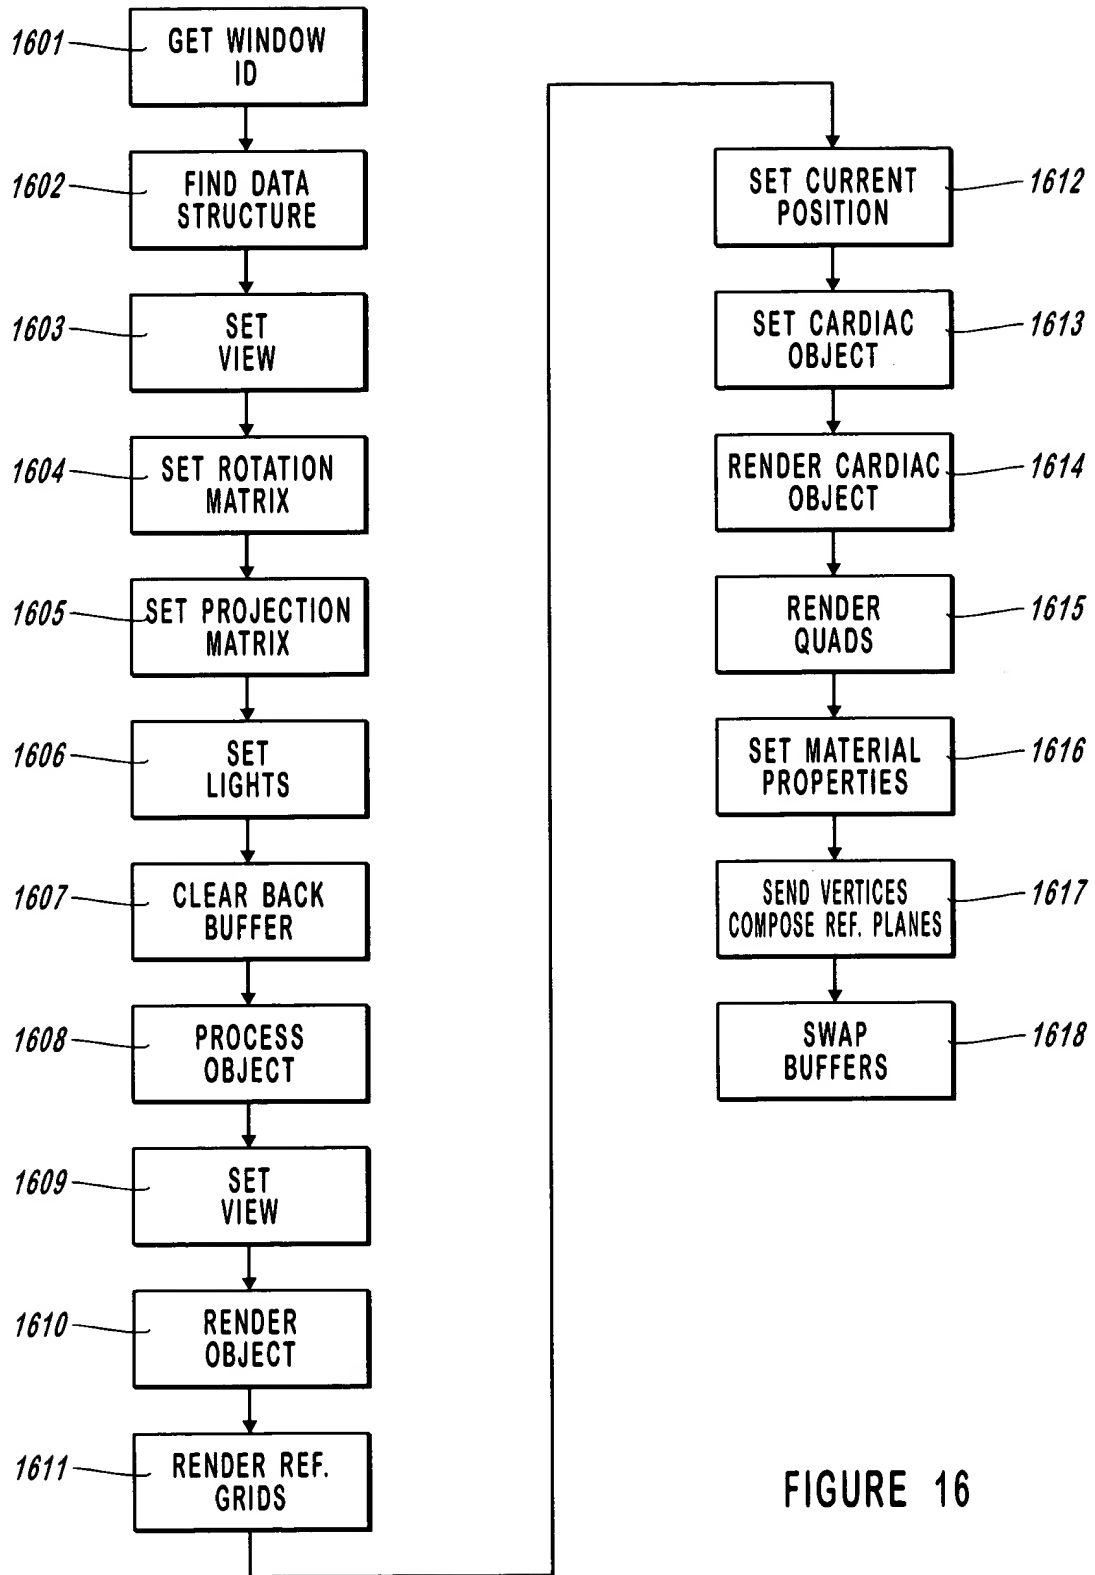 1601
GET WINDOW
ID
1602
FIND DATA
STRUCTURE
1603
SET
VIEW
1604
SET ROTATION
MATRIX
1605
SET PROJECTION
MATRIX
1606
SET
LIGHTS
1607
CLEAR BACK
BUFFER
1608
PROCESS
OBJECT
1609
SET
VIEW
1610
RENDER
OBJECT
1611
RENDER REF.
GRIDS
SET CURRENT
POSITION
1612
SET CARDIAC
OBJECT
1613
RENDER CARDIAC
OBJECT
1614
RENDER
QUADS
1615
SET MATERIAL
PROPERTIES
1616
SEND VERTICES
COMPOSE REF. PLANES
1617
SWAP
BUFFERS
1618
FIGURE 16